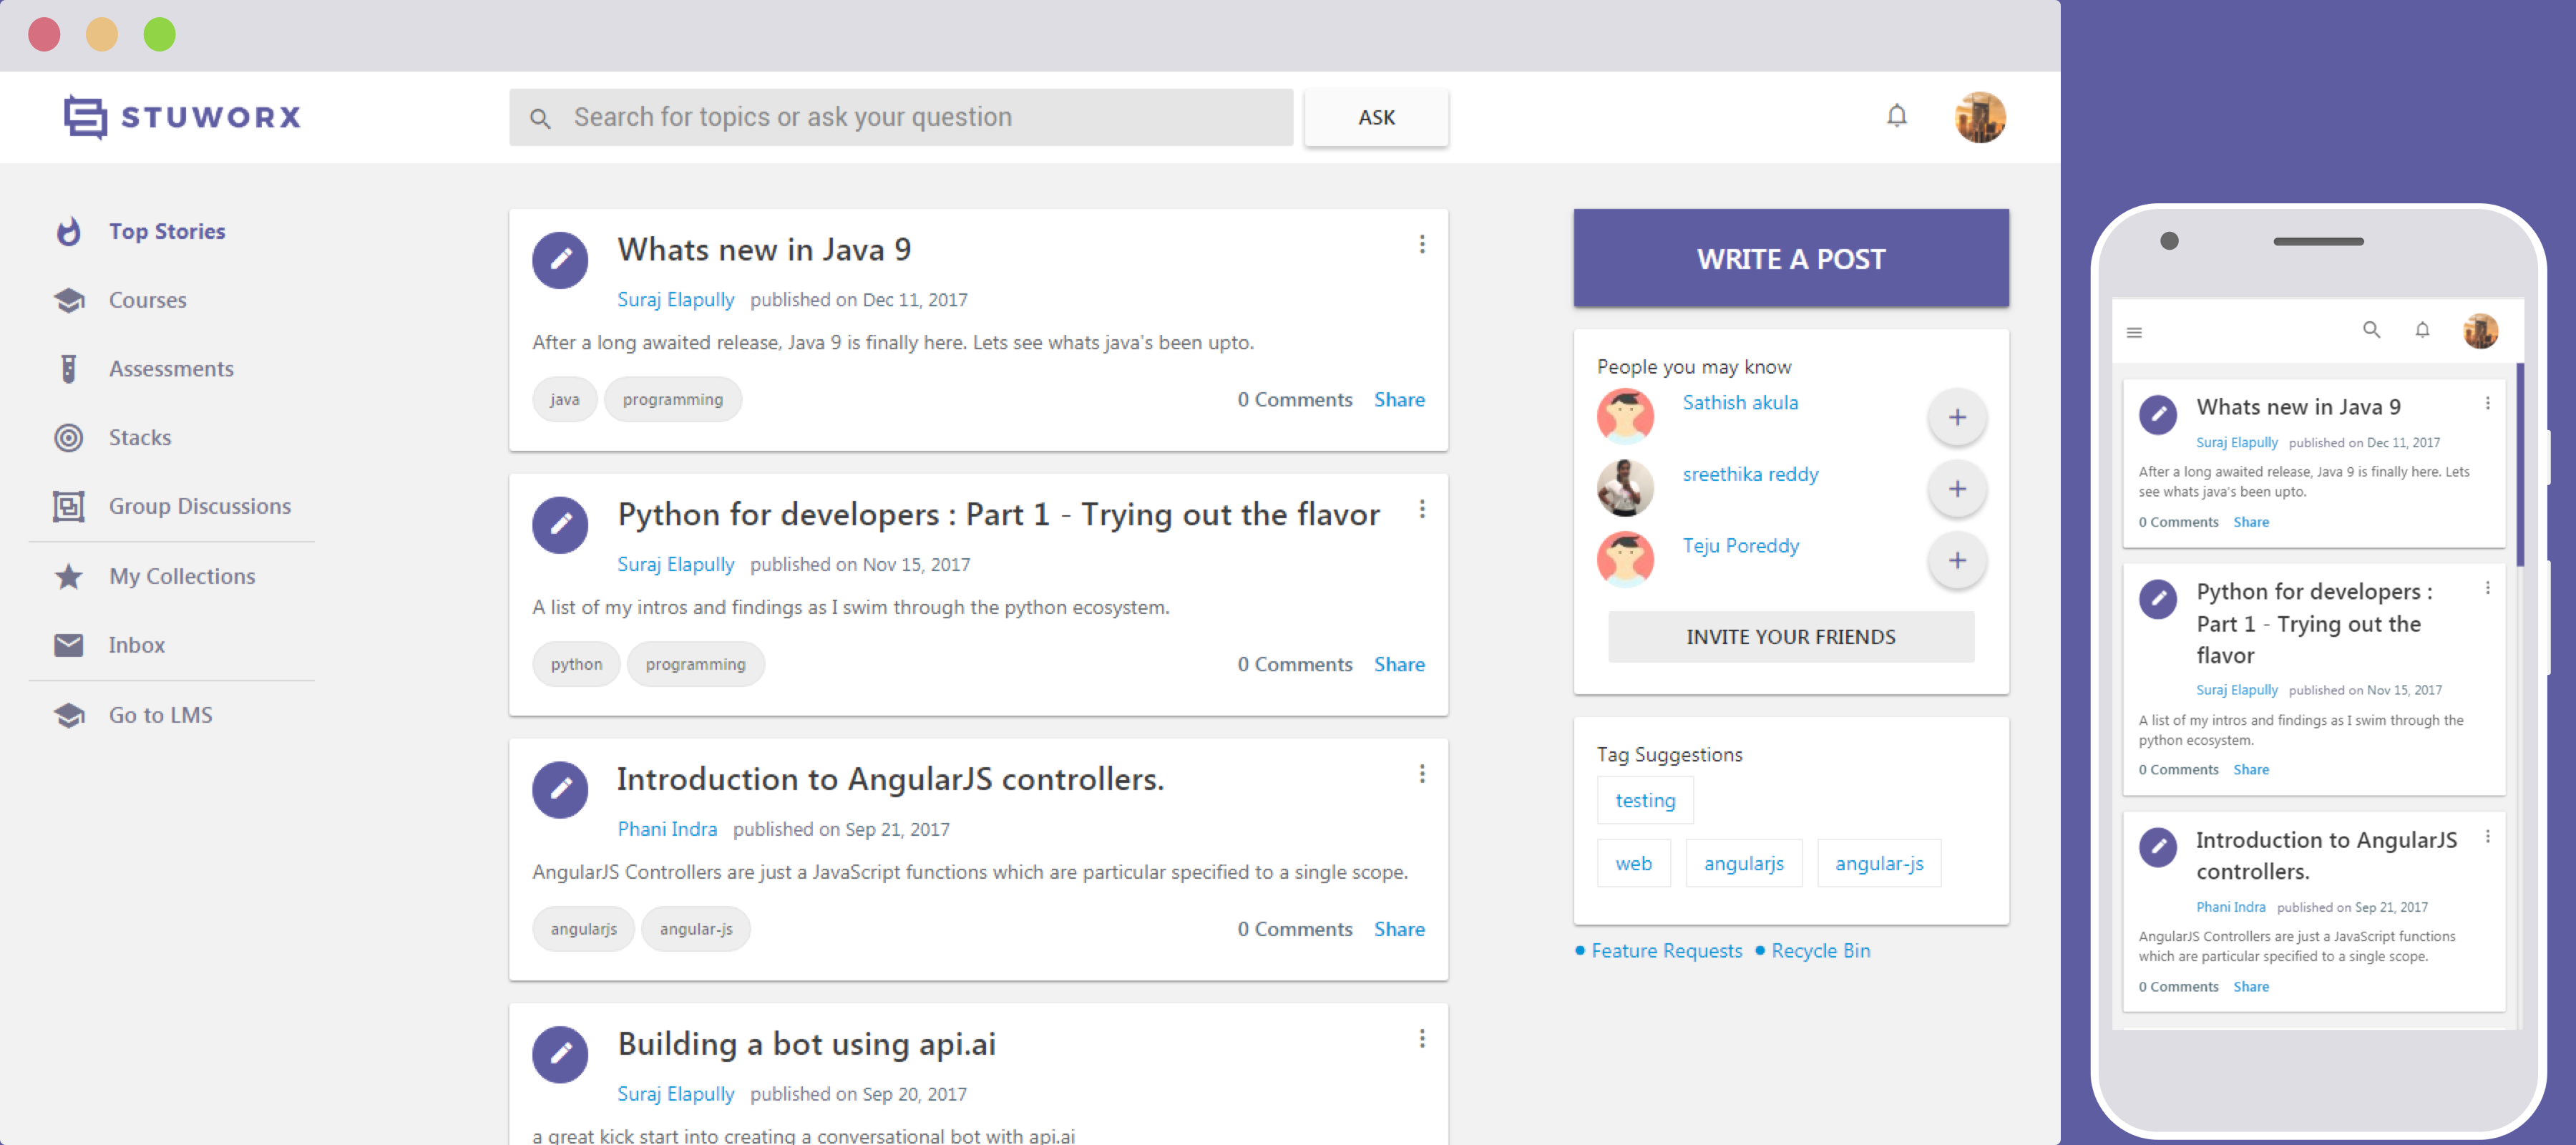 STUWORX
Search for topics or ask your question
ASK
Top Stories
Courses
Assessments
Stacks
Group Discussions
My Collections
Inbox
Go to LMS
Whats new in Java 9
Suraj Elapully published on Dec 11, 2017
After a long awaited release, Java 9 is finally here. Lets see whats java's been upto.
java programming
0 Comments Share
Python for developers : Part 1 - Trying out the flavor
Suraj Elapully published on Nov 15, 2017
A list of my intros and findings as I swim through the python ecosystem.
python programming
0 Comments Share
Introduction to AngularJS controllers.
Phani Indra published on Sep 21, 2017
AngularJS Controllers are just a JavaScript functions which are particular specified to a single scope.
angularjs angular-js
0 Comments Share
Building a bot using api.ai
Suraj Elapully published on Sep 20, 2017
a great kick start into creating a conversational bot with api.ai
WRITE A POST
People you may know
Sathish akula
sreethika reddy
Teju Poreddy
INVITE YOUR FRIENDS
Tag Suggestions
testing
web angularjs angular-js
Feature Requests Recycle Bin
Whats new in Java 9
Suraj Elapully published on Dec 11, 2017
After a long awaited release, Java 9 is finally here. Lets
see whats java's been upto.
0 Comments Share
Python for developers :
Part 1 - Trying out the
flavor
Suraj Elapully published on Nov 15, 2017
A list of my intros and findings as I swim through the
python ecosystem.
0 Comments Share
Introduction to AngularJS
controllers.
Phani Indra published on Sep 21, 2017
AngularJS Controllers are just a JavaScript functions
which are particular specified to a single scope.
0 Comments Share